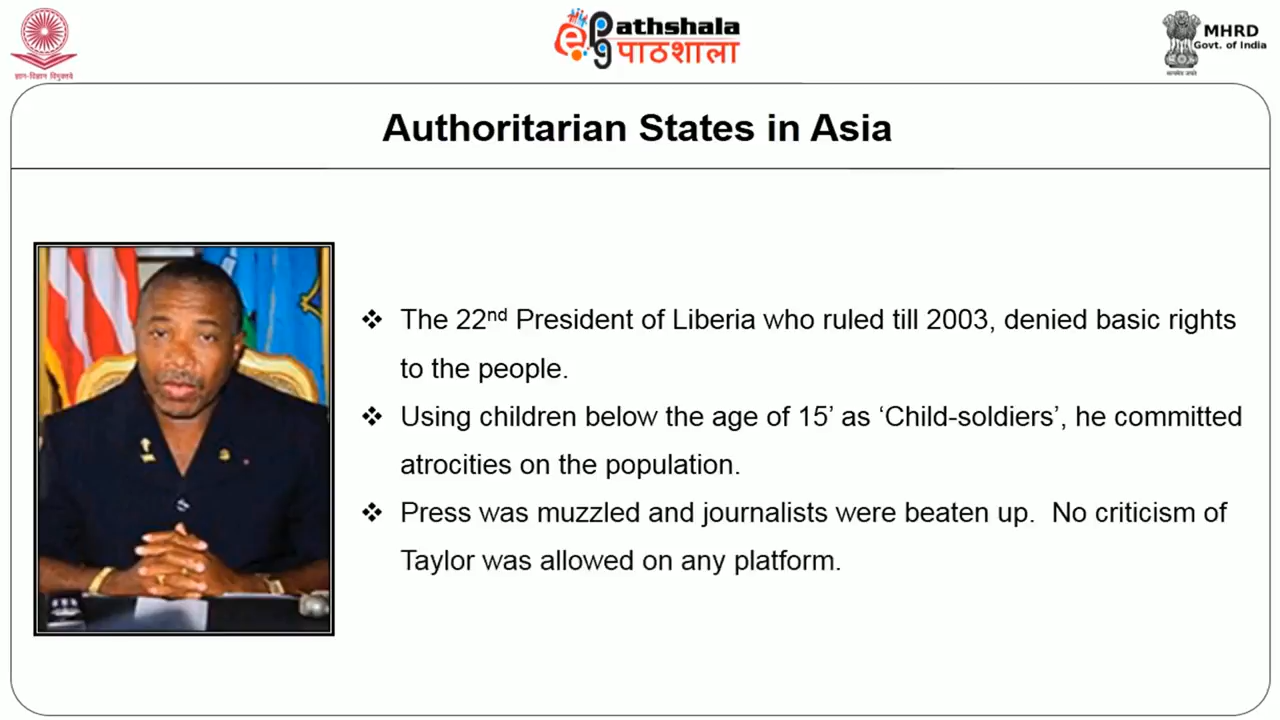 ज्ञान-विज्ञान विमुक्तये
ePathshala
पाठशाला
MHRD
Govt. of India
सत्यमेव जयते
Authoritarian States in Asia
❖ The 22nd President of Liberia who ruled till 2003, denied basic rights
to the people.
❖ Using children below the age of 15’ as ‘Child-soldiers’, he committed
atrocities on the population.
❖ Press was muzzled and journalists were beaten up. No criticism of
Taylor was allowed on any platform.